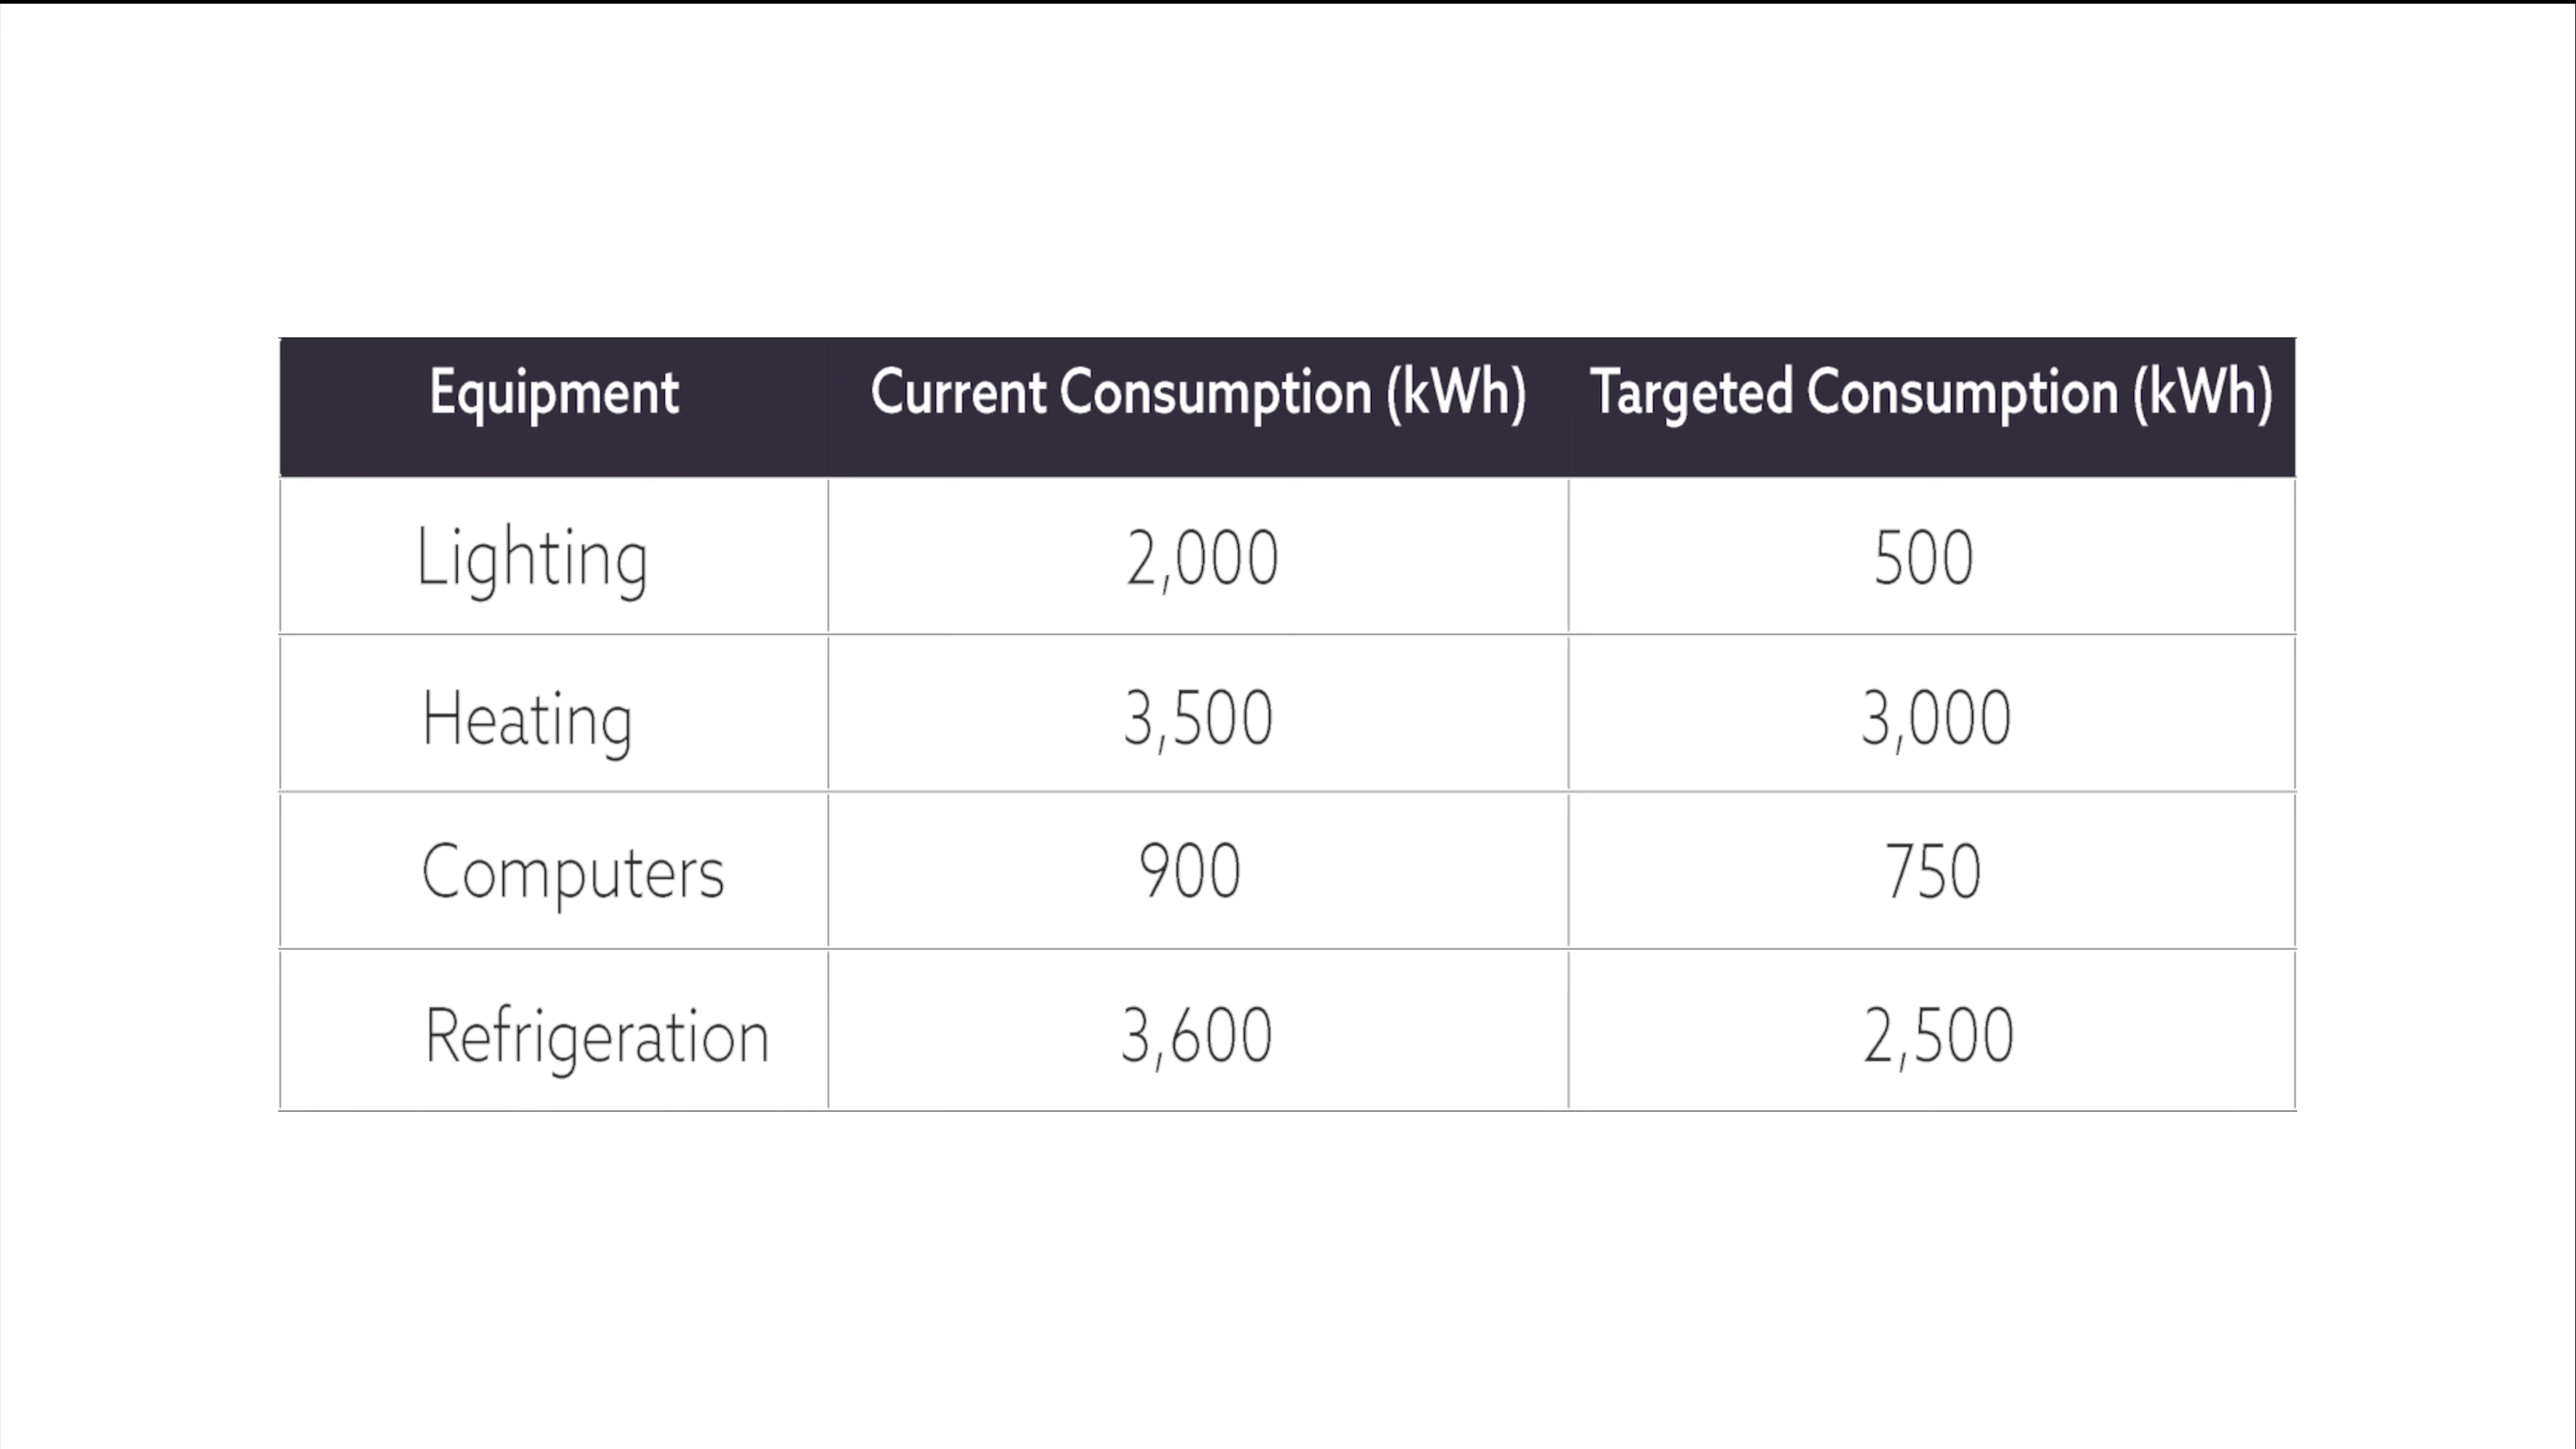 Equipment Current Consumption (kWh) Targeted Consumption (kWh)
Lighting 2,000 500
Heating 3,500 3,000
Computers 900 750
Refrigeration 3,600 2,500